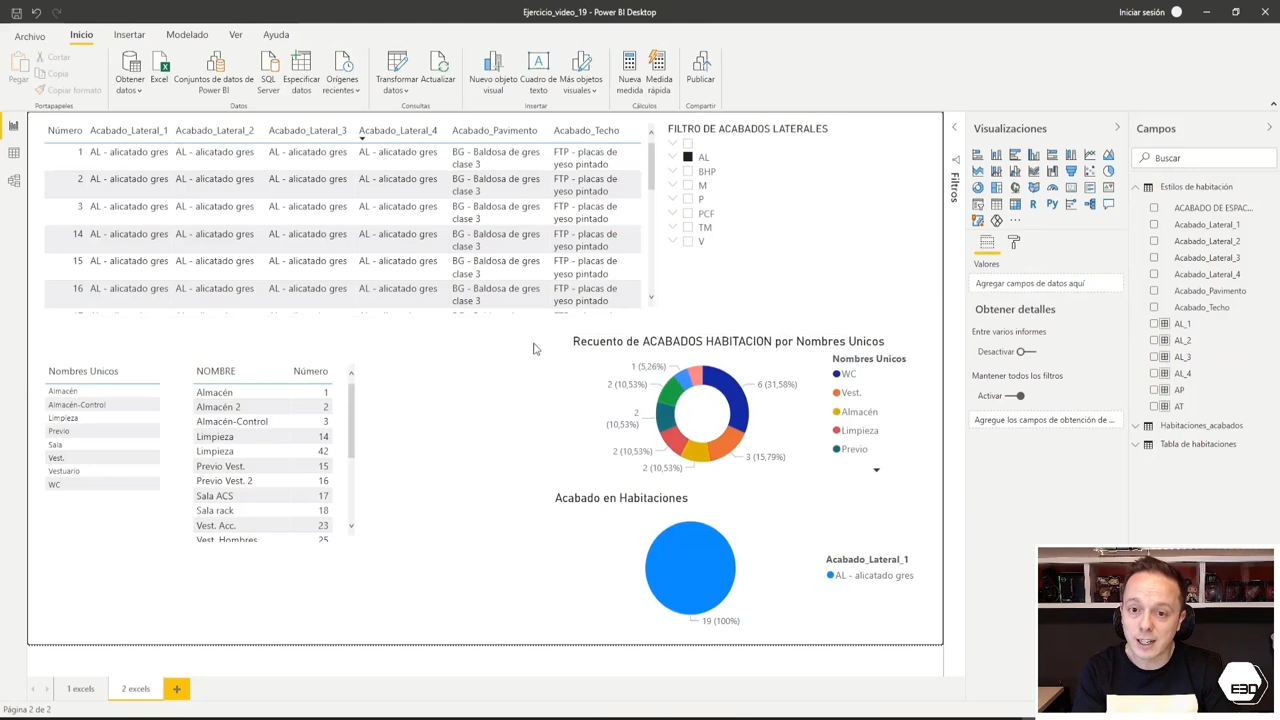 Ejercicio_video_19 - Power BI Desktop
Iniciar sesión
Archivo
Inicio
Insertar
Modelado
Ver
Ayuda
Pegar
Cortar
Copia
Copiar formato
Portapapeles
Obtener datos
Excel
Conjuntos de datos de Power BI
SQL Server
Especificar datos
Orígenes recientes
Datos
Transformar datos
Actualizar
Consultas
Nuevo objeto visual
Cuadro de texto
Más objetos visuales
Insertar
Nueva medida
Medida rápida
Cálculos
Publicar
Compartir
Número Acabado_Lateral_1 Acabado_Lateral_2 Acabado_Lateral_3 Acabado_Lateral_4 Acabado_Pavimento Acabado_Techo
1 AL - alicatado gres AL - alicatado gres AL - alicatado gres AL - alicatado gres BG - Baldosa de gres FTP - placas de
clase 3 yeso pintado
2 AL - alicatado gres AL - alicatado gres AL - alicatado gres AL - alicatado gres BG - Baldosa de gres FTP - placas de
clase 3 yeso pintado
3 AL - alicatado gres AL - alicatado gres AL - alicatado gres AL - alicatado gres BG - Baldosa de gres FTP - placas de
clase 3 yeso pintado
14 AL - alicatado gres AL - alicatado gres AL - alicatado gres AL - alicatado gres BG - Baldosa de gres FTP - placas de
clase 3 yeso pintado
15 AL - alicatado gres AL - alicatado gres AL - alicatado gres AL - alicatado gres BG - Baldosa de gres FTP - placas de
clase 3 yeso pintado
16 AL - alicatado gres AL - alicatado gres AL - alicatado gres AL - alicatado gres BG - Baldosa de gres FTP - placas de
clase 3 yeso pintado
FILTRO DE ACABADOS LATERALES
AL
BHP
M
P
PCF
TM
V
Nombres Unicos
Almacén
Almacén-Control
Limpieza
Previo
Sala
Vest.
Vestuario
WC
NOMBRE Número
Almacén 1
Almacén 2 2
Almacén-Control 3
Limpieza 14
Limpieza 42
Previo Vest. 15
Previo Vest. 2 16
Sala ACS 17
Sala rack 18
Vest. Acc. 23
Vest. Hombres 25
Recuento de ACABADOS HABITACION por Nombres Unicos
1 (5,26%)
2 (10,53%)
2
(10,53%)
2 (10,53%)
2 (10,53%)
6 (31,58%)
3 (15,79%)
Nombres Unicos
WC
Vest.
Almacén
Limpieza
Previo
Acabado en Habitaciones
19 (100%)
Acabado_Lateral_1
AL - alicatado gres
Filtros
Visualizaciones
R
Py
Valores
Agregar campos de datos aquí
Obtener detalles
Entre varios informes
Desactivar
Mantener todos los filtros
Activar
Agregue los campos de obtención de ...
Campos
Buscar
Estilos de habitación
ACABADO DE ESPAC...
Acabado_Lateral_1
Acabado_Lateral_2
Acabado_Lateral_3
Acabado_Lateral_4
Acabado_Pavimento
Acabado_Techo
AL_1
AL_2
AL_3
AL_4
AP
AT
Habitaciones_acabados
Tabla de habitaciones
1 excels
2 excels
Página 2 de 2
E3D